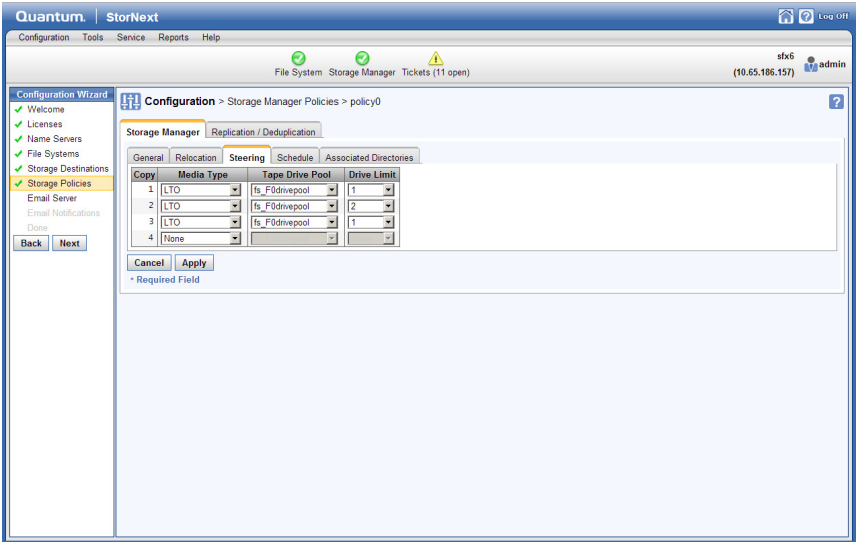 Quantum. StorNext
Log Off
Configuration Tools Service Reports Help
File System Storage Manager Tickets (11 open)
sfx6
(10.65.186.157)
admin
Configuration Wizard
Welcome
Licenses
Name Servers
File Systems
Storage Destinations
Storage Policies
Email Server
Email Notifications
Done
Back Next
Configuration > Storage Manager Policies > policy0
?
Storage Manager Replication / Deduplication
General Relocation Steering Schedule Associated Directories
Copy Media Type Tape Drive Pool Drive Limit
1 LTO fs_F0drivepool 1
2 LTO fs_F0drivepool 2
3 LTO fs_F0drivepool 1
4 None
Cancel Apply
* Required Field